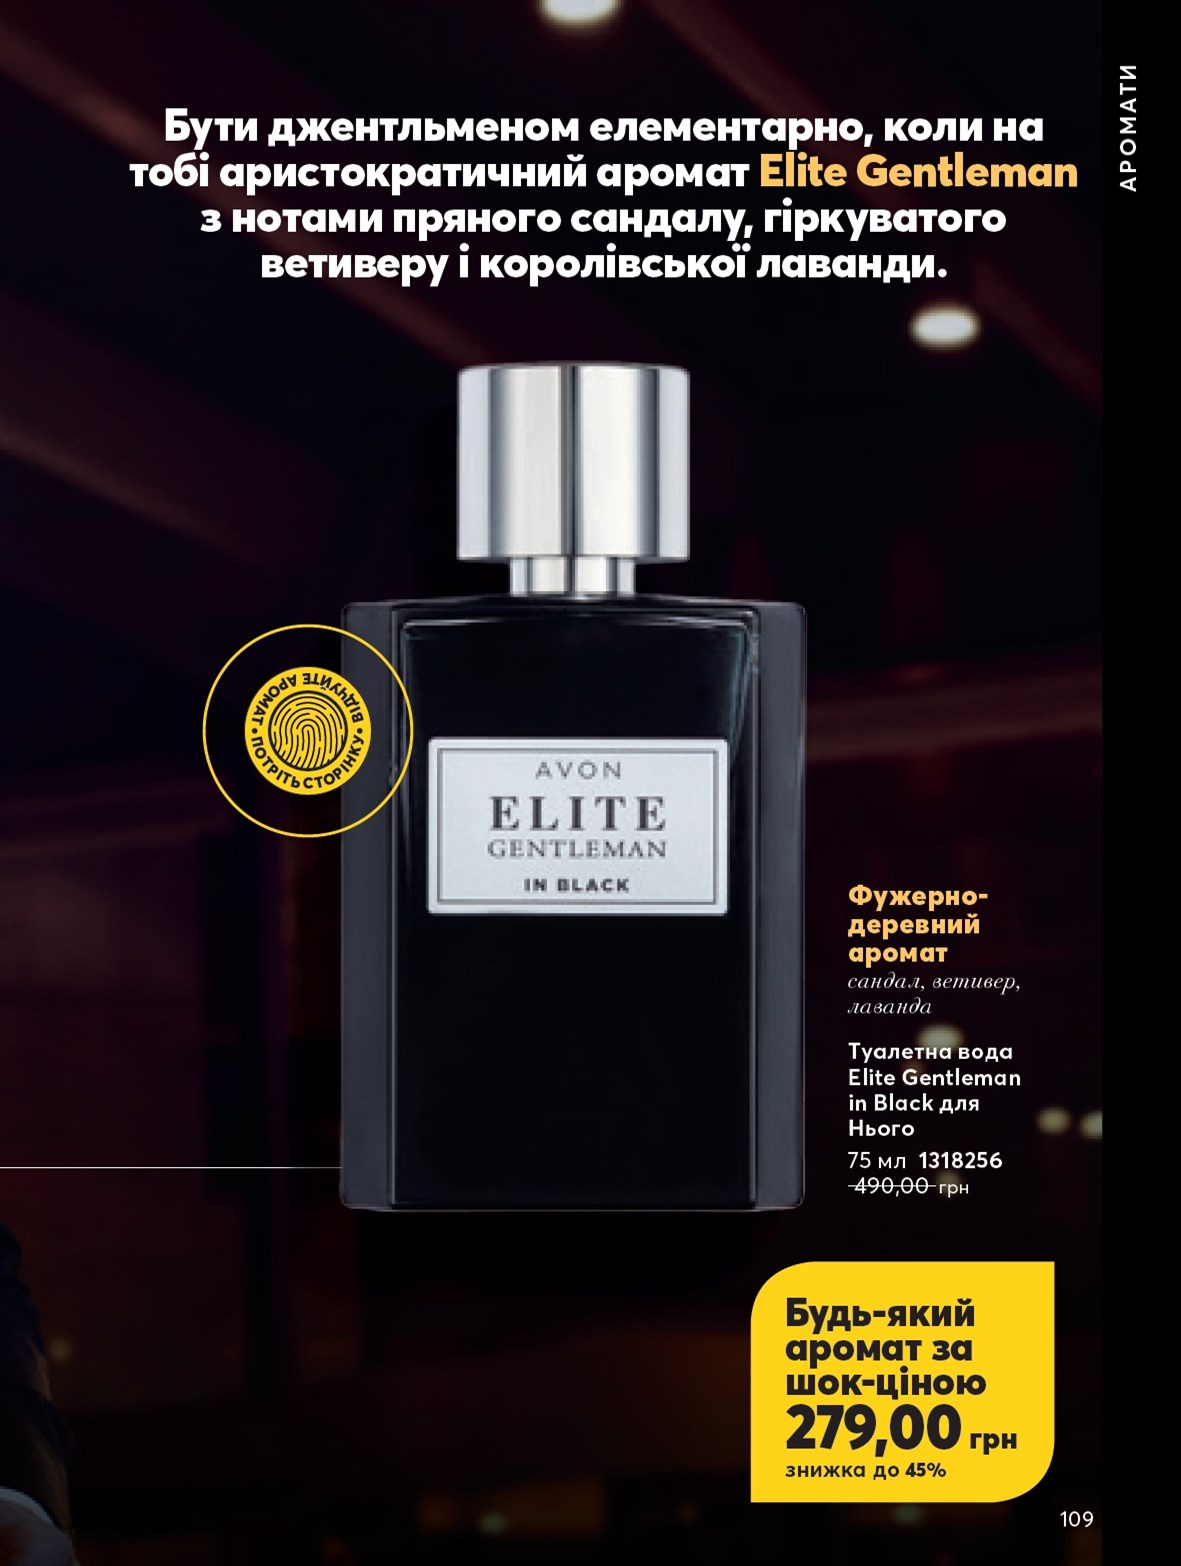 АРОМАТИ
Бути джентльменом елементарно, коли на
тобі аристократичний аромат Elite Gentleman
з нотами пряного сандалу, гіркуватого
ветиверу і королівської лаванди.
ВІДЧУЙТЕ АРОМАТ • ПОТРІТЬ СТОРІНКУ •
AVON
ELITE
GENTLEMAN
IN BLACK
Фужерно-
деревний
аромат
сандал, ветивер,
лаванда
Туалетна вода
Elite Gentleman
in Black для
Нього
75 мл 1318256
490,00 грн
Будь-який
аромат за
шок-ціною
279,00 грн
знижка до 45%
109